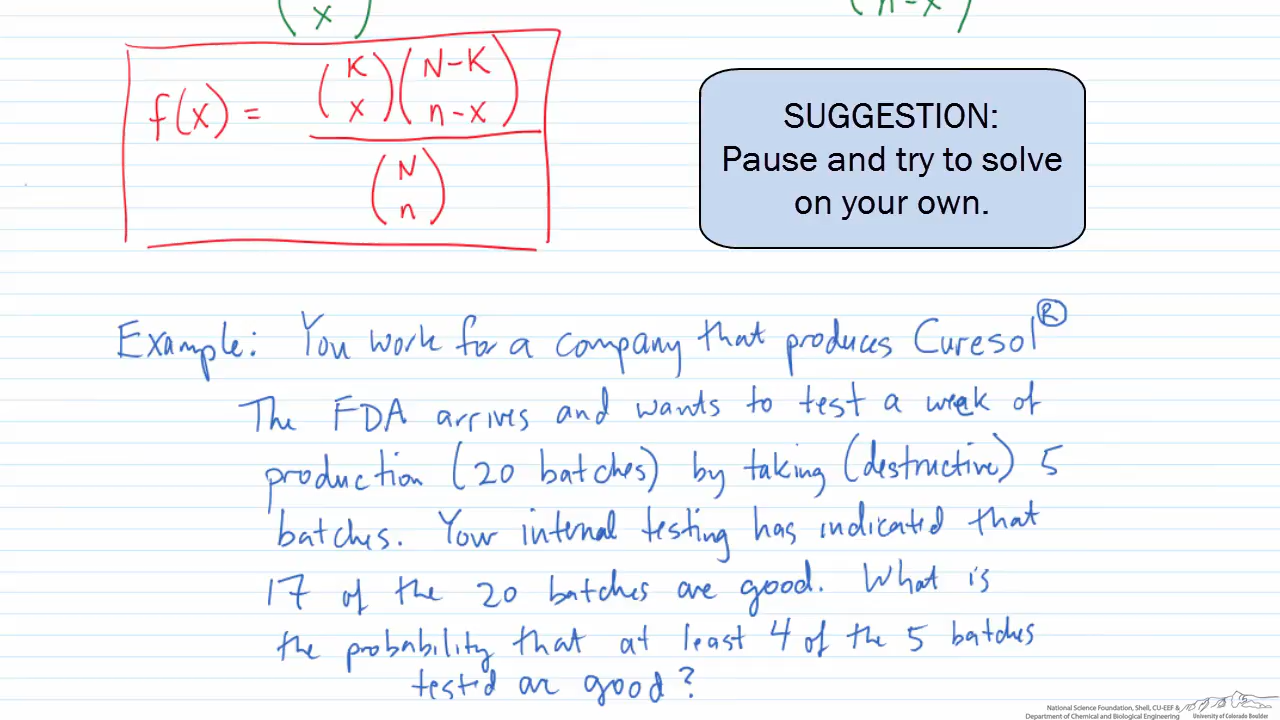 x
n-x
f(x) = (K x)(N-K n-x)
(N n)
SUGGESTION:
Pause and try to solve
on your own.
Example: You work for a company that produces Curesol®
The FDA arrives and wants to test a week of
production (20 batches) by taking (destructive) 5
batches. Your internal testing has indicated that
17 of the 20 batches are good. What is
the probability that at least 4 of the 5 batches
tested are good?
National Science Foundation, Shell, CU-EEF &
Department of Chemical and Biological Engineering
University of Colorado Boulder